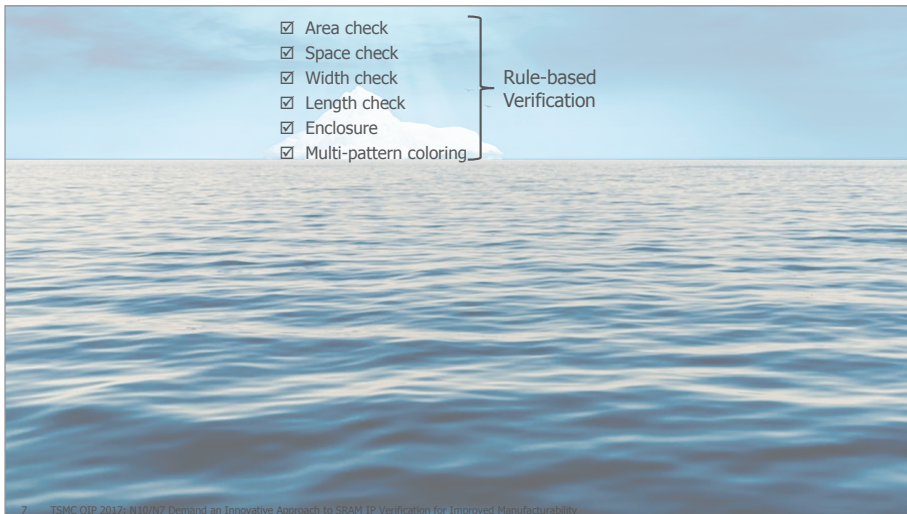 ☑ Area check
☑ Space check
☑ Width check
☑ Length check
☑ Enclosure
☑ Multi-pattern coloring
Rule-based
Verification
7 TSMC OIP 2017: N10/N7 Demand an Innovative Approach to SRAM IP Verification for Improved Manufacturability